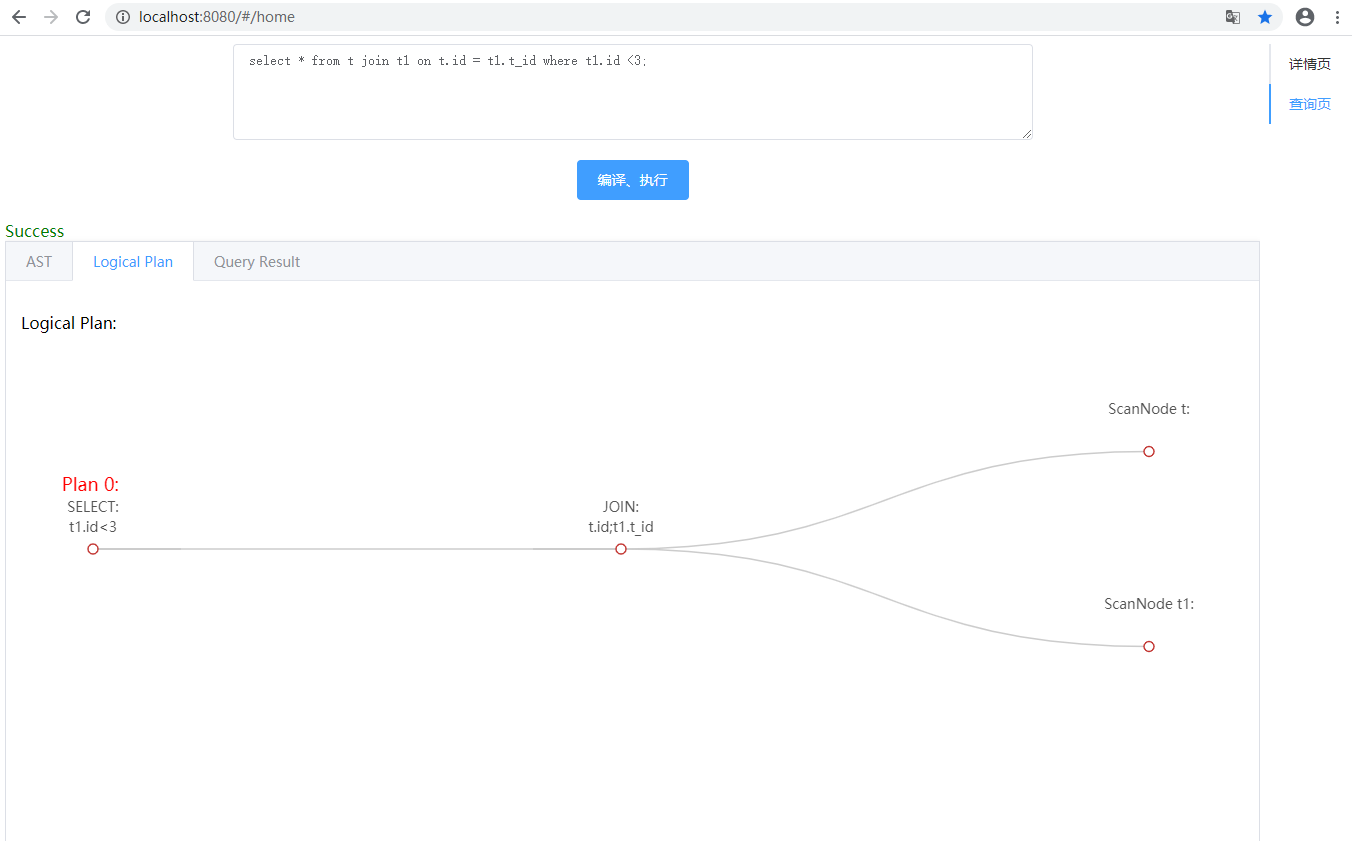 localhost:8080/#/home
select * from t join t1 on t.id = t1.t_id where t1.id <3;
详情页
查询页
编译、执行
Success
AST
Logical Plan
Query Result
Logical Plan:
ScanNode t:
Plan 0:
SELECT:
t1.id<3
JOIN:
t.id;t1.t_id
ScanNode t1: